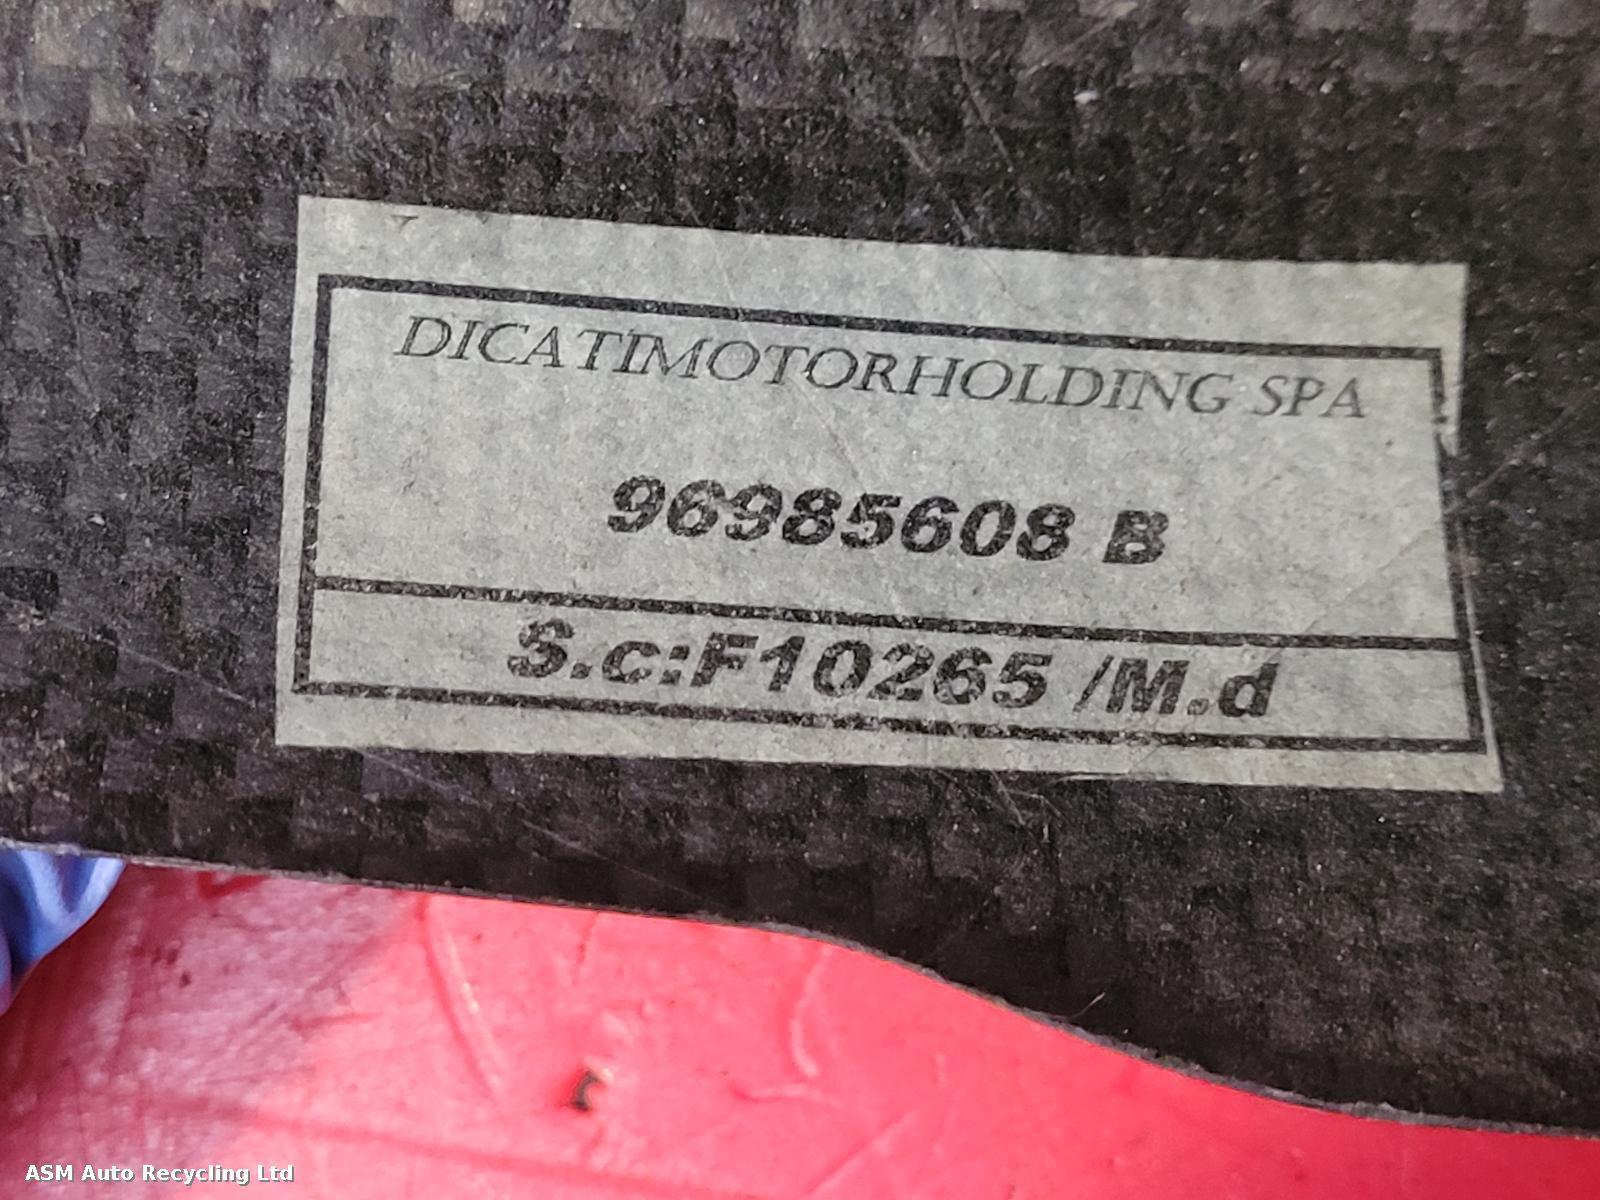 DICATIMOTORHOLDING SPA
96985608 B
S.c:F10265 /M.d
ASM Auto Recycling Ltd